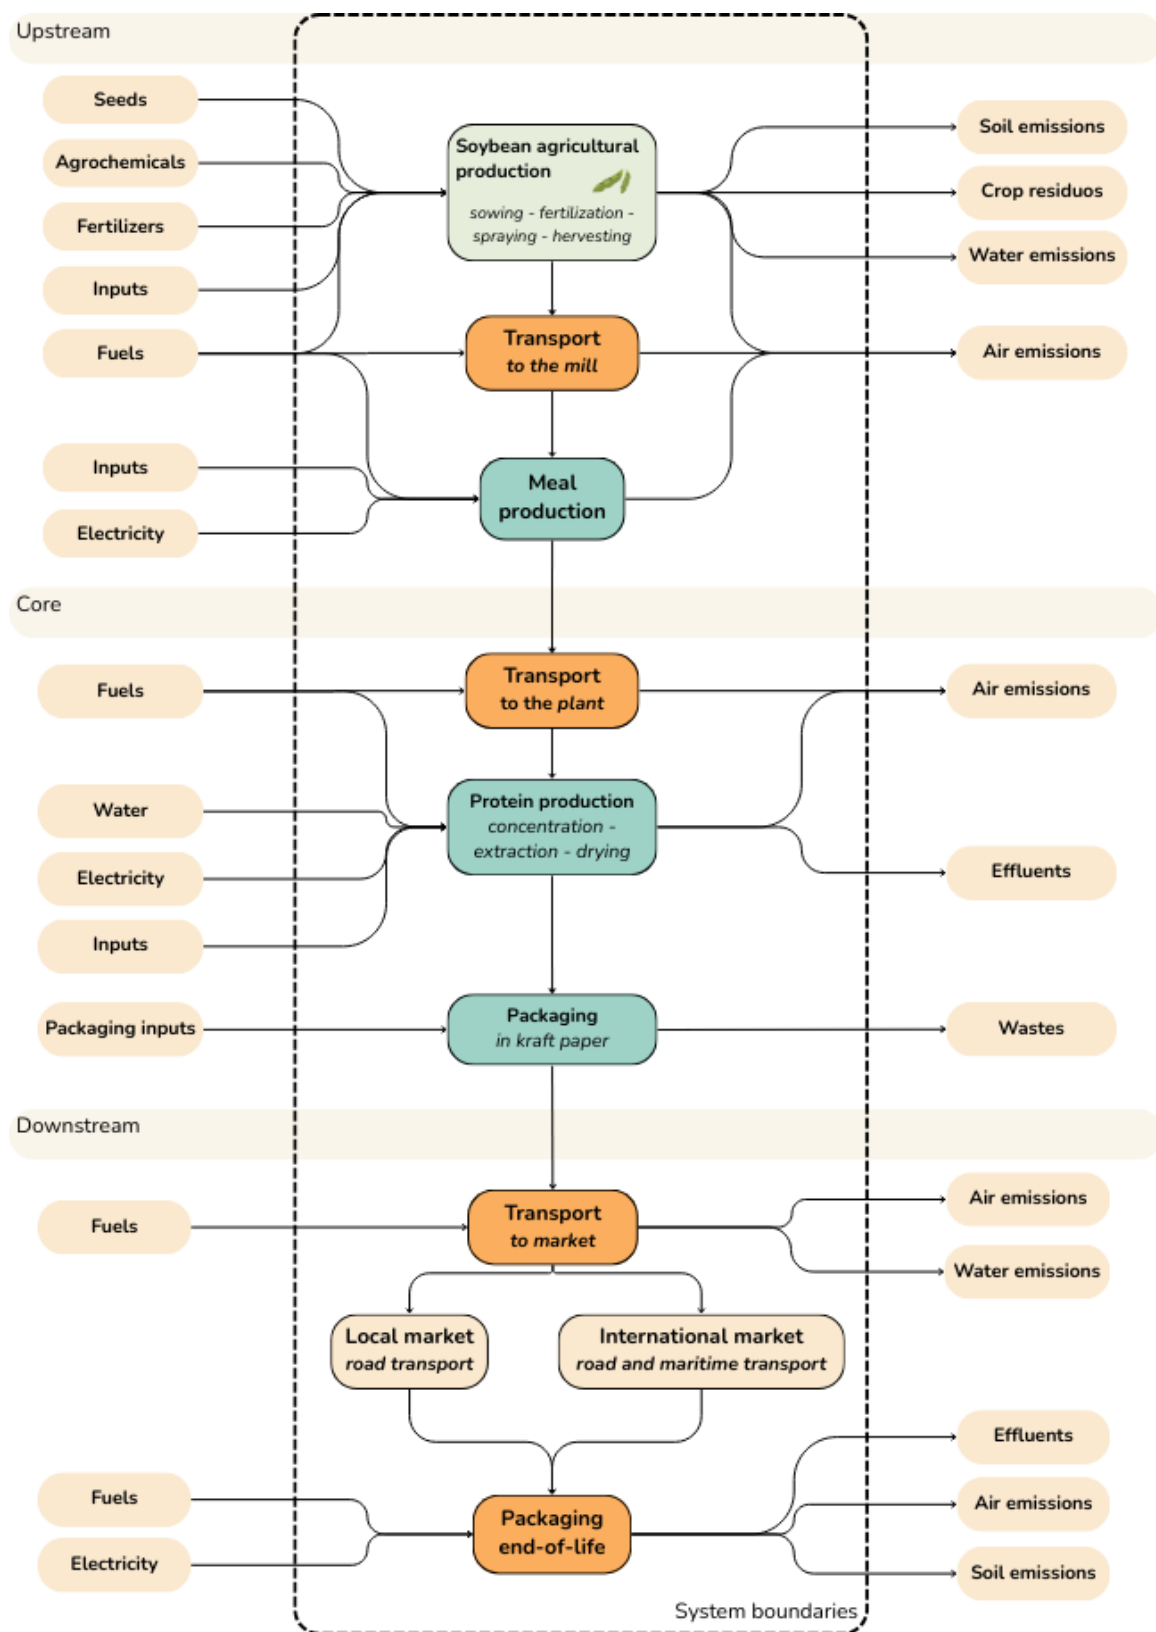 Upstream
Seeds
Agrochemicals
Fertilizers
Inputs
Fuels
Inputs
Electricity
Soybean agricultural
production
sowing - fertilization -
spraying - hervesting
Transport
to the mill
Meal
production
Soil emissions
Crop residuos
Water emissions
Air emissions
Core
Fuels
Water
Electricity
Inputs
Packaging inputs
Transport
to the plant
Protein production
concentration -
extraction - drying
Packaging
in kraft paper
Air emissions
Effluents
Wastes
Downstream
Fuels
Transport
to market
Air emissions
Water emissions
Local market
road transport
International market
road and maritime transport
Fuels
Electricity
Packaging
end-of-life
Effluents
Air emissions
Soil emissions
System boundaries